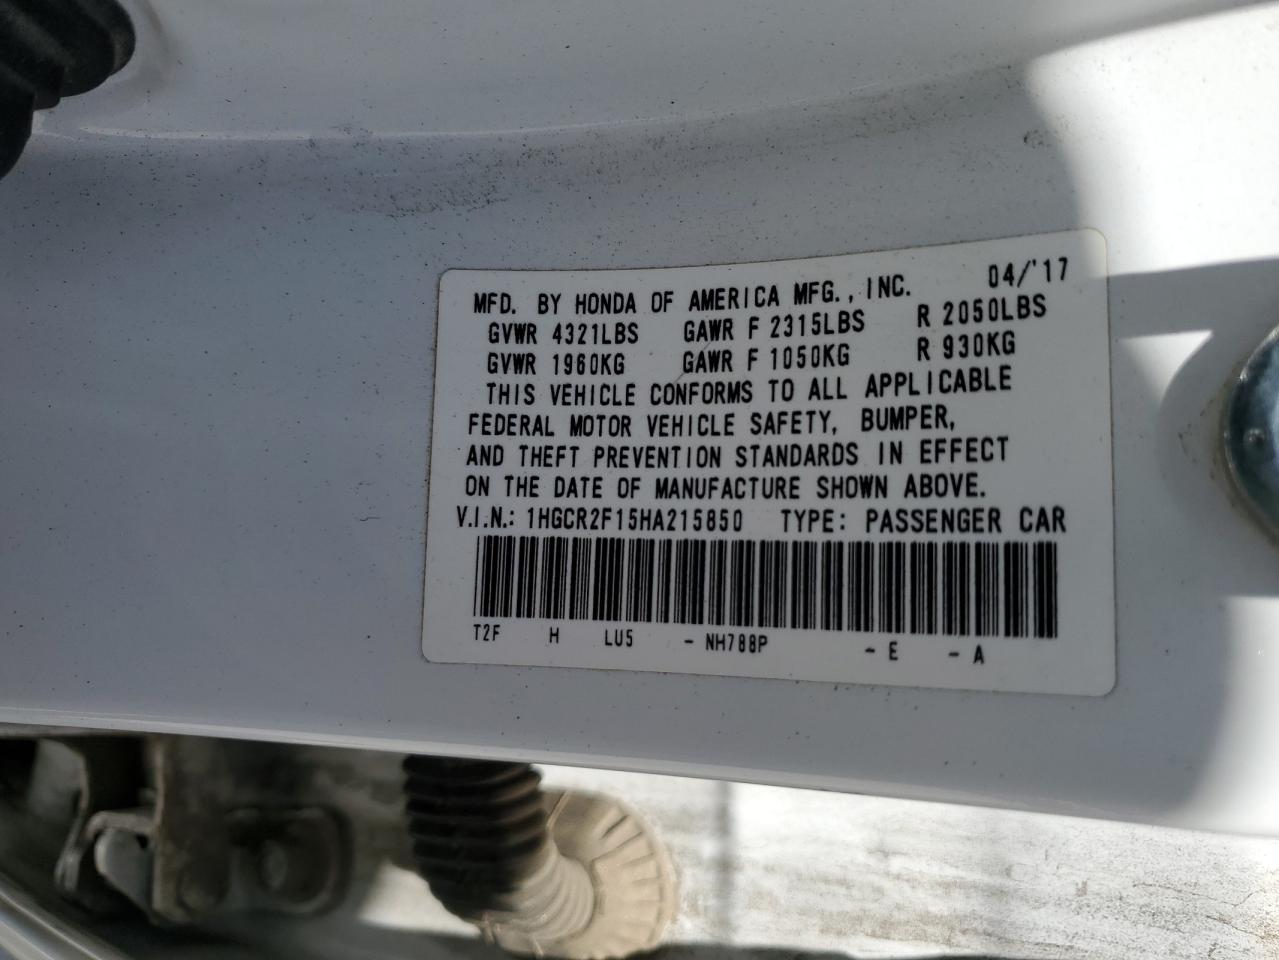 MFD. BY HONDA OF AMERICA MFG., INC. 04/'17
GVWR 4321LBS GAWR F 2315LBS R 2050LBS
GVWR 1960KG GAWR F 1050KG R 930KG
THIS VEHICLE CONFORMS TO ALL APPLICABLE
FEDERAL MOTOR VEHICLE SAFETY, BUMPER,
AND THEFT PREVENTION STANDARDS IN EFFECT
ON THE DATE OF MANUFACTURE SHOWN ABOVE.
V.I.N.: 1HGCR2F15HA215850 TYPE: PASSENGER CAR
T2F H LU5 - NH788P - E - A